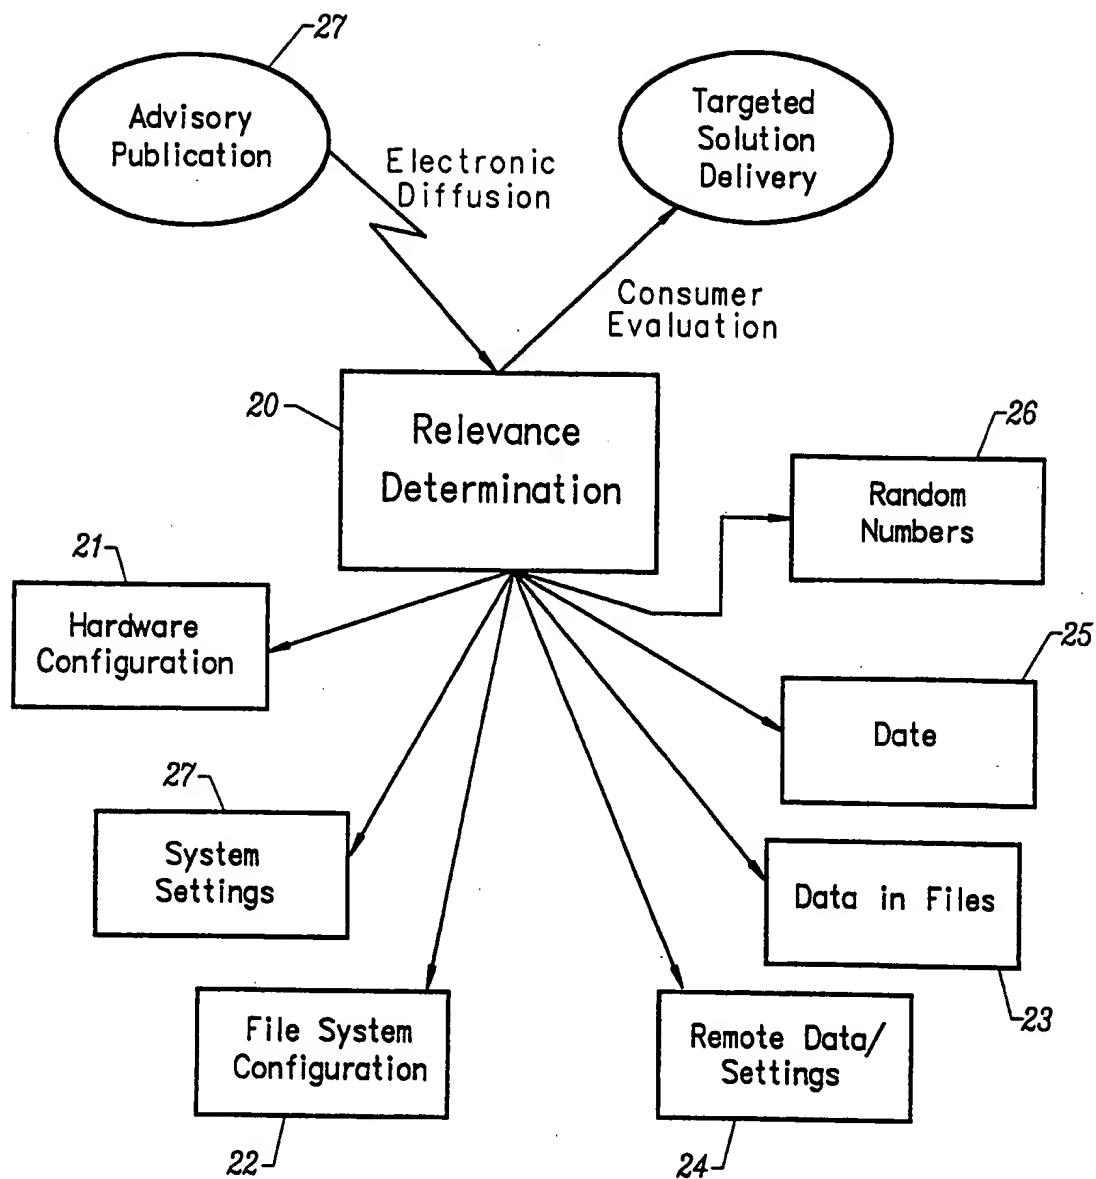 27
Advisory
Publication
Targeted
Solution
Delivery
Electronic
Diffusion
Consumer
Evaluation
20
Relevance
Determination
26
Random
Numbers
21
Hardware
Configuration
25
Date
27
System
Settings
Data in Files
23
File System
Configuration
22
Remote Data/
Settings
24